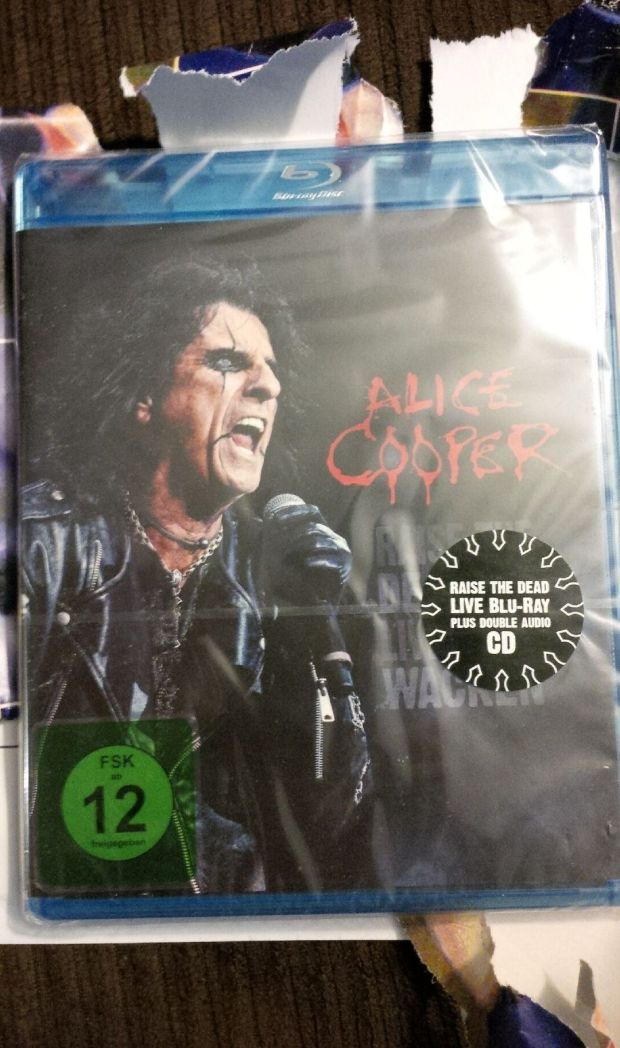 Blu-ray Disc
ALICE
COOPER
RAISE THE DEAD
LIVE BLU-RAY
PLUS DOUBLE AUDIO
CD
WACKEN
FSK
ab
12
freigegeben